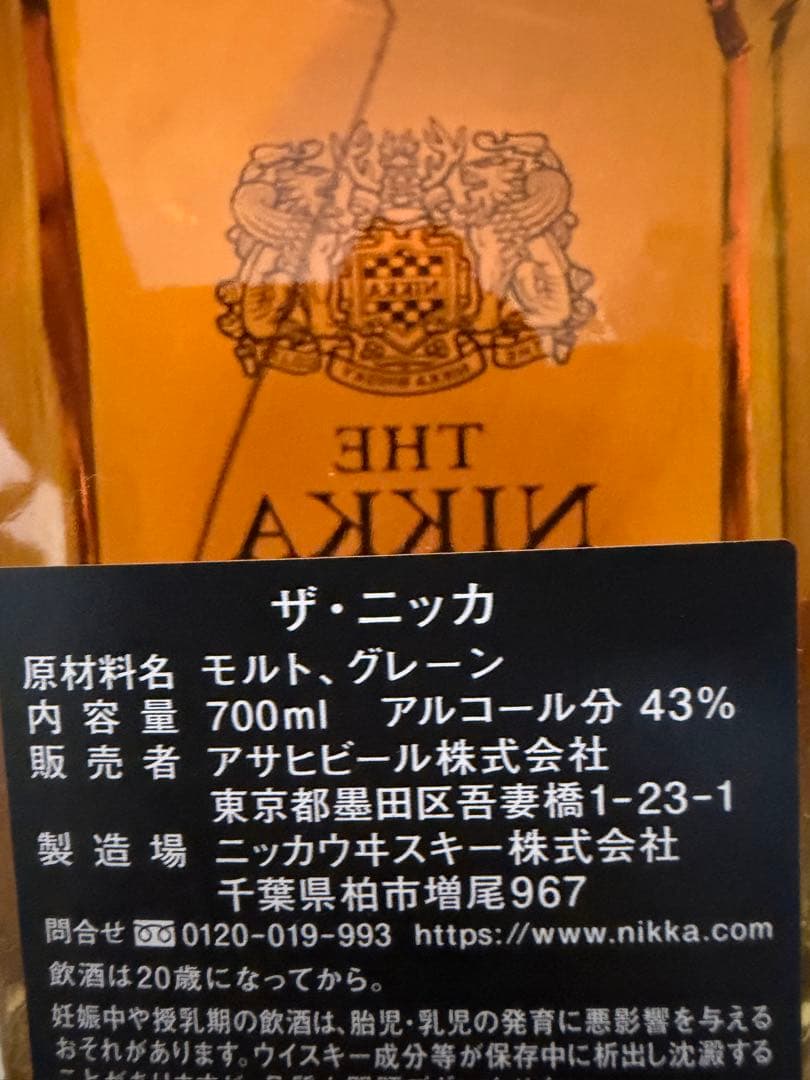 NIKKA
THE
NIKKA
ザ・ニッカ
原材料名 モルト、グレーン
内容量 700ml アルコール分 43%
販売者 アサヒビール株式会社
東京都墨田区吾妻橋1-23-1
製造場 ニッカウヰスキー株式会社
千葉県柏市増尾967
問合せ 0120-019-993 https://www.nikka.com
飲酒は20歳になってから。
妊娠中や授乳期の飲酒は、胎児・乳児の発育に悪影響を与える
おそれがあります。ウイスキー成分等が保存中に析出し沈澱する